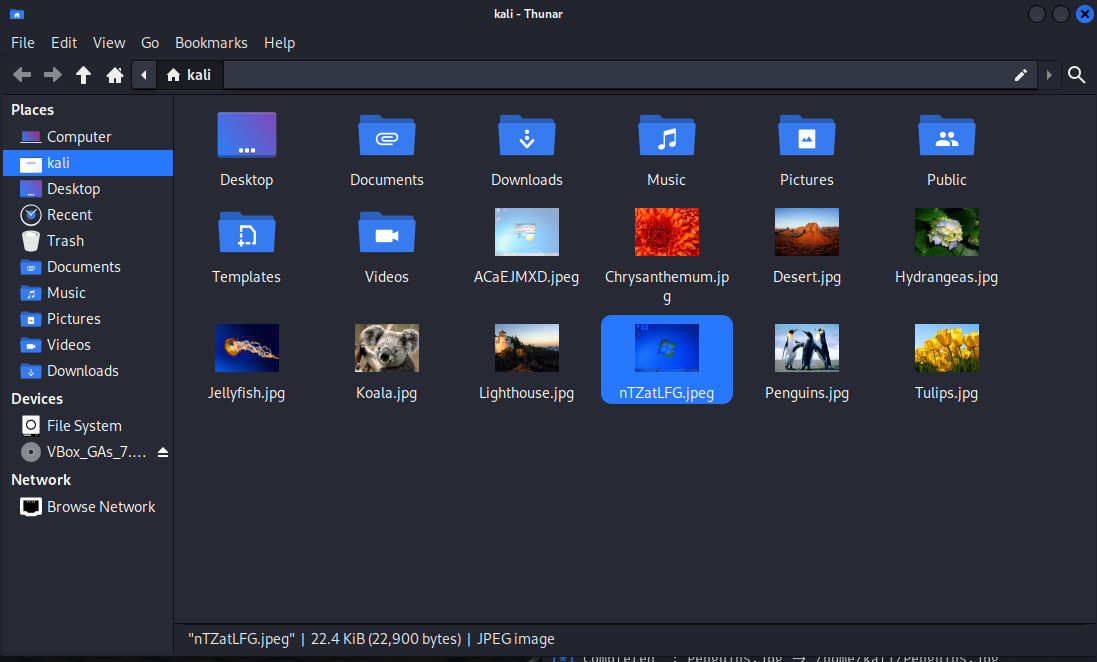 kali - Thunar
File Edit View Go Bookmarks Help
kali
Places
Computer
kali
Desktop
Recent
Trash
Documents
Music
Pictures
Videos
Downloads
Devices
File System
VBox_GAs_7....
Network
Browse Network
Desktop Documents Downloads Music Pictures Public
Templates Videos ACaEJMXD.jpeg Chrysanthemum.jp
g Desert.jpg Hydrangeas.jpg
Jellyfish.jpg Koala.jpg Lighthouse.jpg nTZatLFG.jpeg Penguins.jpg Tulips.jpg
"nTZatLFG.jpeg" | 22.4 KiB (22,900 bytes) | JPEG image
[*] Completed : Penguins.jpg → /home/kali/Penguins.jpg